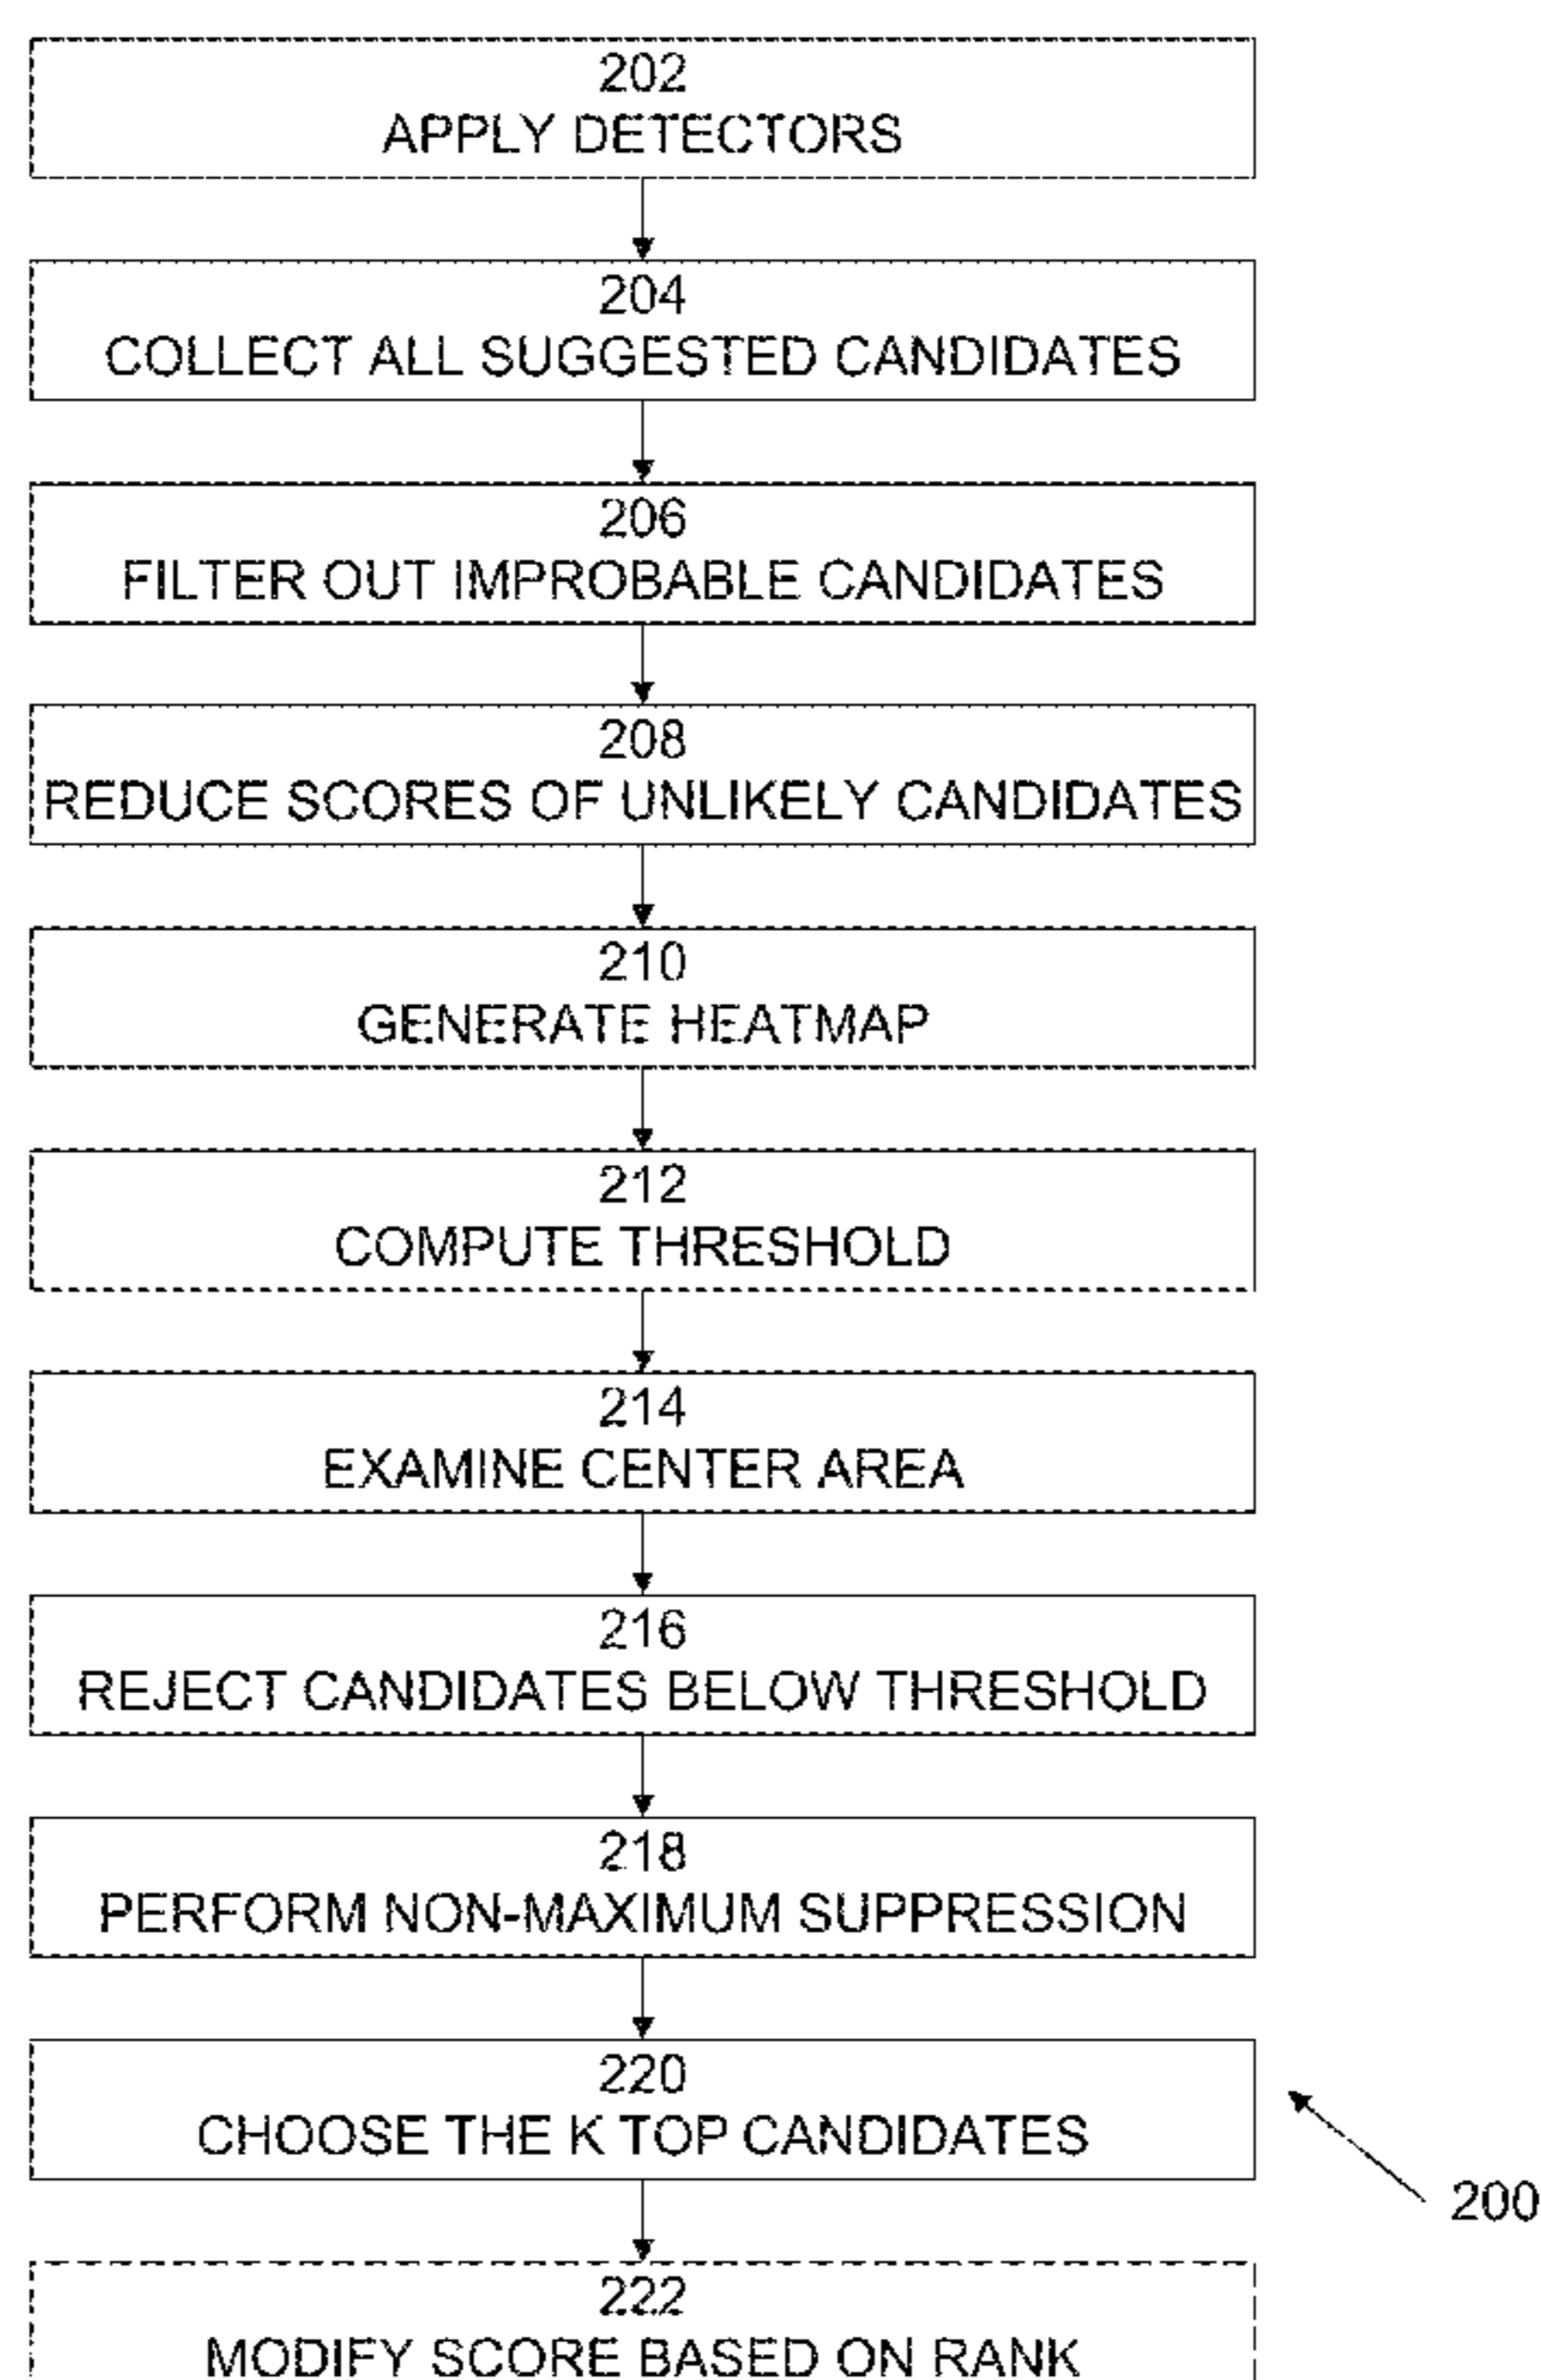 202
APPLY DETECTORS
204
COLLECT ALL SUGGESTED CANDIDATES
206
FILTER OUT IMPROBABLE CANDIDATES
208
REDUCE SCORES OF UNLIKELY CANDIDATES
210
GENERATE HEATMAP
212
COMPUTE THRESHOLD
214
EXAMINE CENTER AREA
216
REJECT CANDIDATES BELOW THRESHOLD
218
PERFORM NON-MAXIMUM SUPPRESSION
220
CHOOSE THE K TOP CANDIDATES
200
222
MODIFY SCORE BASED ON RANK